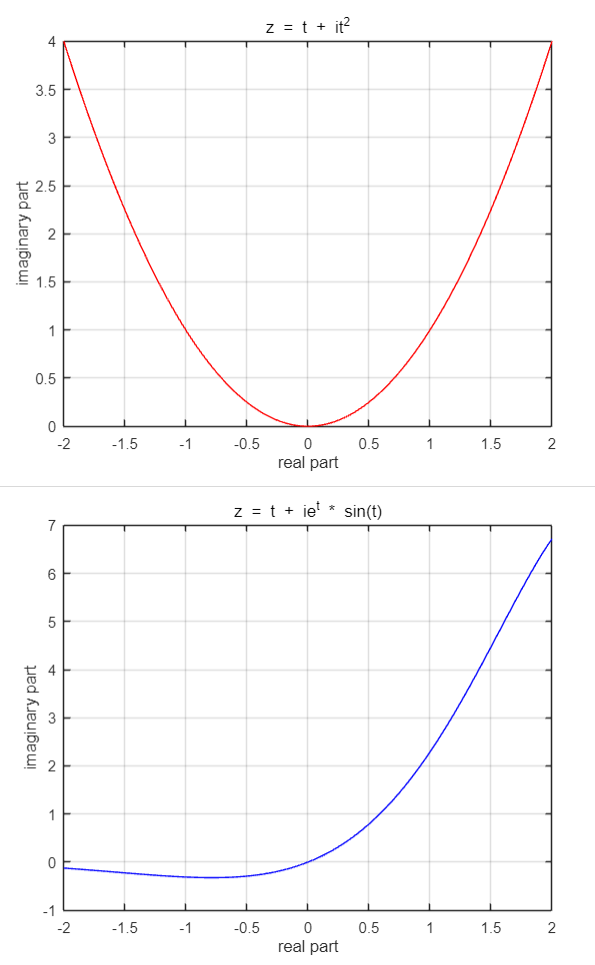 z = t + it²
4
3.5
3
2.5
2
1.5
1
0.5
0
imaginary part
-2 -1.5 -1 -0.5 0 0.5 1 1.5 2
real part
z = t + ieᵗ * sin(t)
7
6
5
4
3
2
1
0
-1
imaginary part
-2 -1.5 -1 -0.5 0 0.5 1 1.5 2
real part